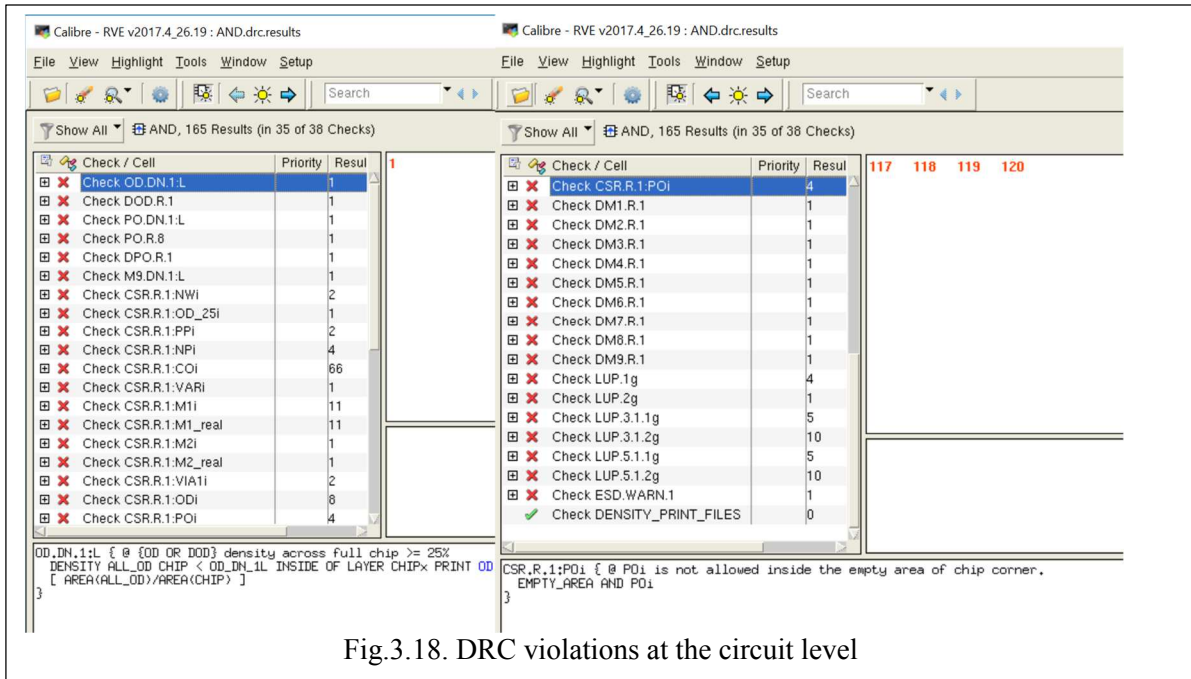 Calibre - RVE v2017.4_26.19 : AND.drc.results
File View Highlight Tools Window Setup
Search
Show All AND, 165 Results (in 35 of 38 Checks)
Check / Cell Priority Resul
Check OD.DN.1:L 1
Check DOD.R.1 1
Check PO.DN.1:L 1
Check PO.R.8 1
Check DPO.R.1 1
Check M9.DN.1:L 1
Check CSR.R.1:NWi 2
Check CSR.R.1:OD_25i 1
Check CSR.R.1:PPi 2
Check CSR.R.1:NPi 4
Check CSR.R.1:COi 66
Check CSR.R.1:VARi 1
Check CSR.R.1:M1i 11
Check CSR.R.1:M1_real 11
Check CSR.R.1:M2i 1
Check CSR.R.1:M2_real 1
Check CSR.R.1:VIA1i 2
Check CSR.R.1:ODi 8
Check CSR.R.1:POi 4
1
OD.DN.1:L { @ {OD OR DOD} density across full chip >= 25%
DENSITY ALL_OD CHIP < OD_DN_1L INSIDE OF LAYER CHIPx PRINT OD
[ AREA(ALL_OD)/AREA(CHIP) ]
}
Calibre - RVE v2017.4_26.19 : AND.drc.results
File View Highlight Tools Window Setup
Search
Show All AND, 165 Results (in 35 of 38 Checks)
Check / Cell Priority Resul
Check CSR.R.1:POi 4
Check DM1.R.1 1
Check DM2.R.1 1
Check DM3.R.1 1
Check DM4.R.1 1
Check DM5.R.1 1
Check DM6.R.1 1
Check DM7.R.1 1
Check DM8.R.1 1
Check DM9.R.1 1
Check LUP.1g 4
Check LUP.2g 1
Check LUP.3.1.1g 5
Check LUP.3.1.2g 10
Check LUP.5.1.1g 5
Check LUP.5.1.2g 10
Check ESD.WARN.1 1
Check DENSITY_PRINT_FILES 0
117 118 119 120
CSR.R.1:POi { @ POi is not allowed inside the empty area of chip corner.
EMPTY_AREA AND POi
}
Fig.3.18. DRC violations at the circuit level